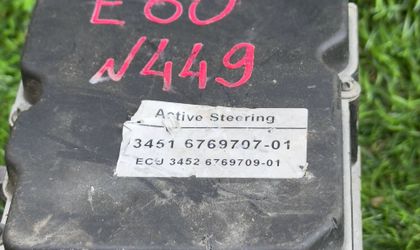 E60
N449
Active Steering
3451 6769707-01
ECU 3452 6769709-01